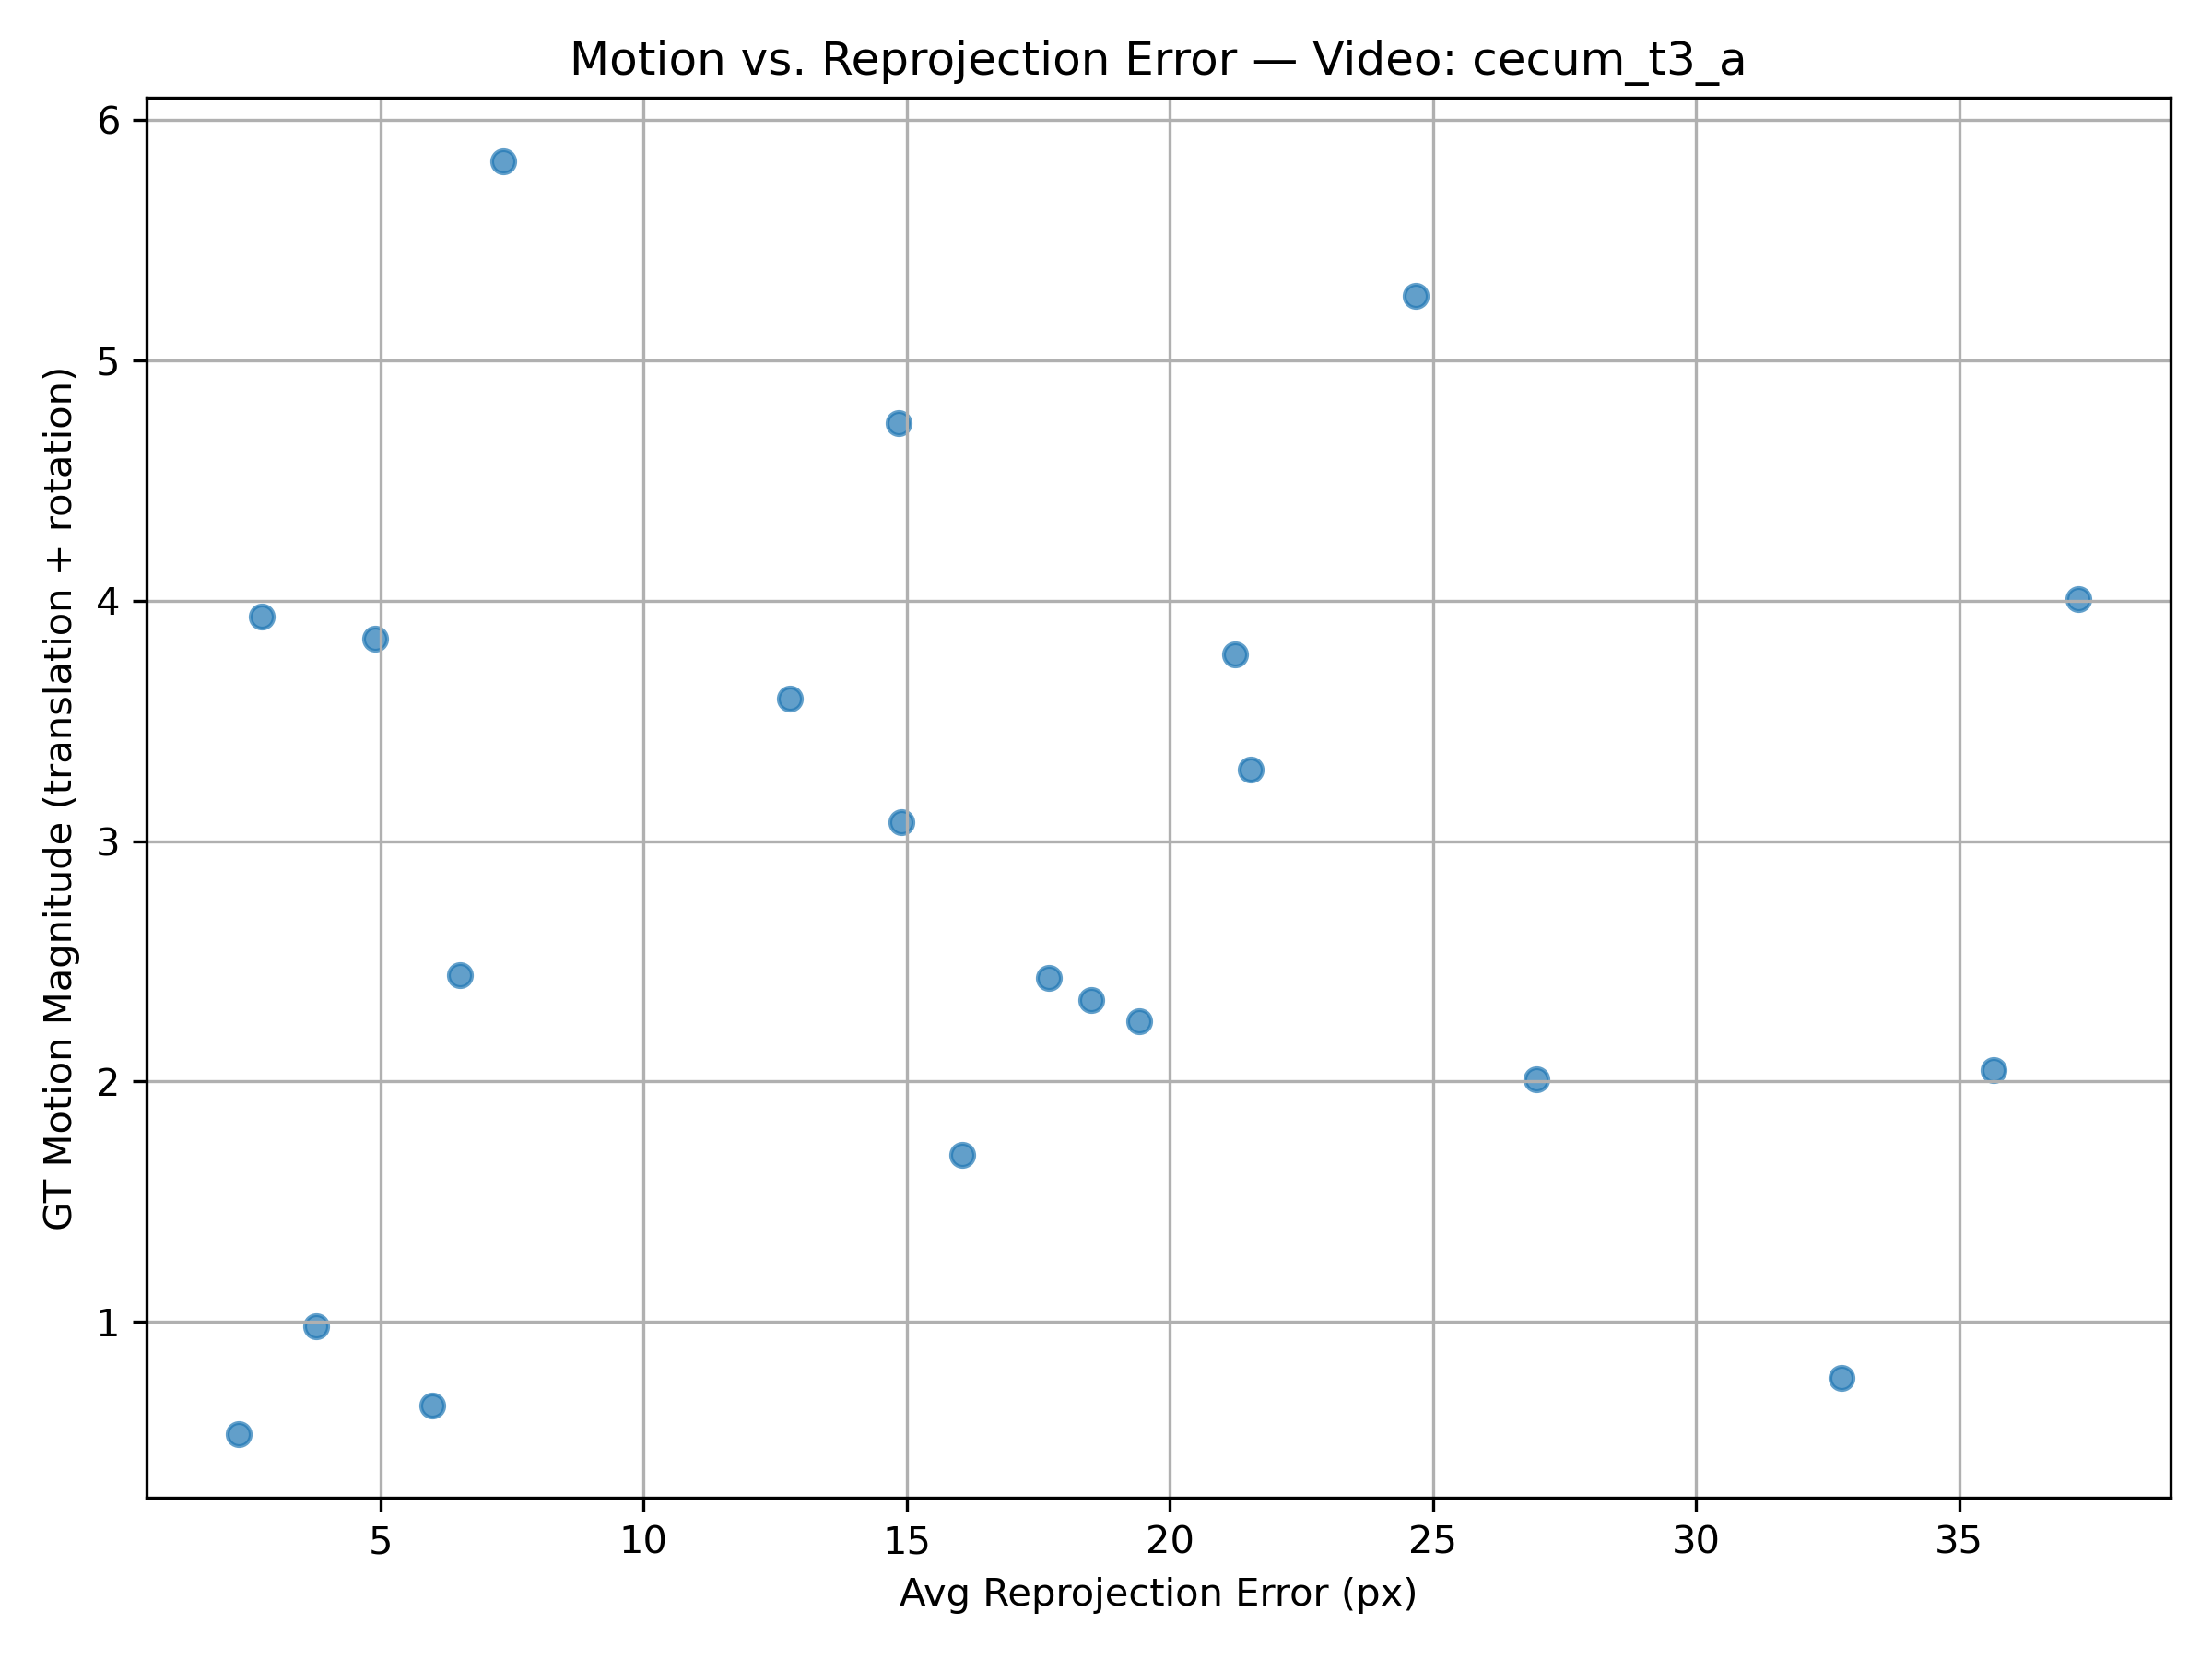 Motion vs. Reprojection Error — Video: cecum_t3_a
GT Motion Magnitude (translation + rotation)
6
5
4
3
2
1
5 10 15 20 25 30 35
Avg Reprojection Error (px)